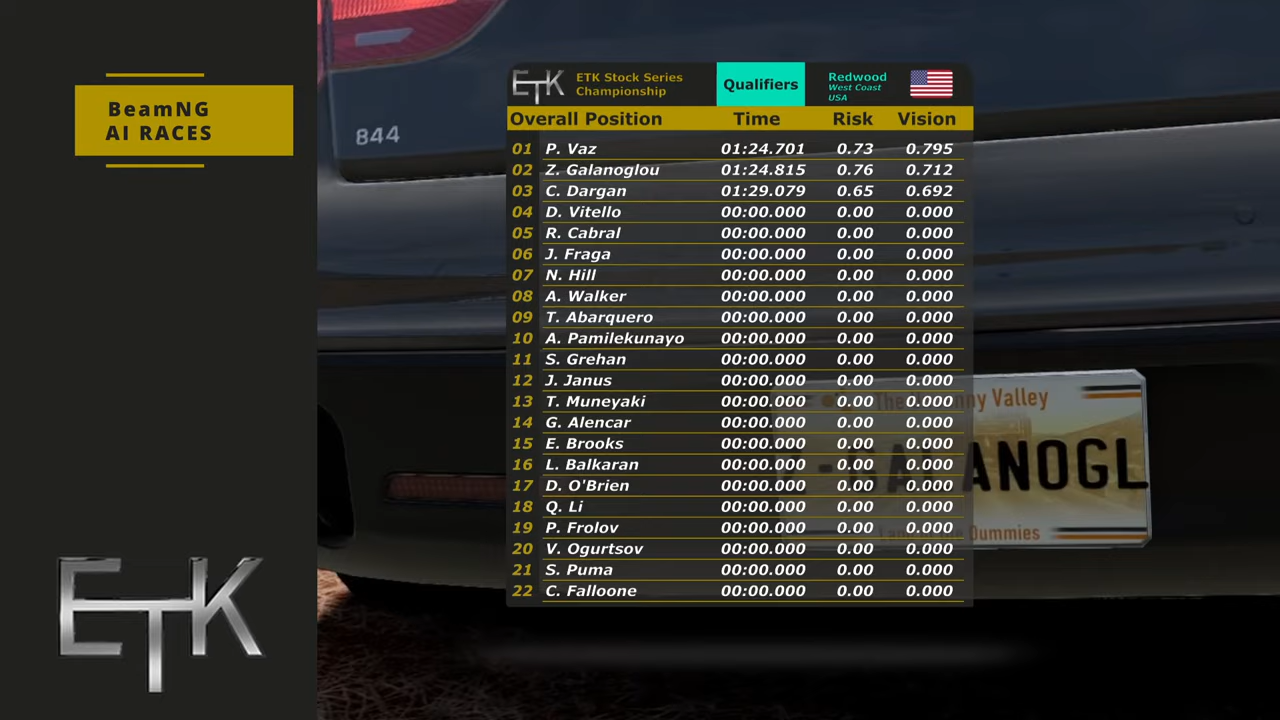 BeamNG
AI RACES
844
ETK
ETK Stock Series
Championship
Qualifiers
Redwood
West Coast
USA
Overall Position Time Risk Vision
01 P. Vaz 01:24.701 0.73 0.795
02 Z. Galanoglou 01:24.815 0.76 0.712
03 C. Dargan 01:29.079 0.65 0.692
04 D. Vitello 00:00.000 0.00 0.000
05 R. Cabral 00:00.000 0.00 0.000
06 J. Fraga 00:00.000 0.00 0.000
07 N. Hill 00:00.000 0.00 0.000
08 A. Walker 00:00.000 0.00 0.000
09 T. Abarquero 00:00.000 0.00 0.000
10 A. Pamilekunayo 00:00.000 0.00 0.000
11 S. Grehan 00:00.000 0.00 0.000
12 J. Janus 00:00.000 0.00 0.000
13 T. Muneyaki 00:00.000 0.00 0.000
14 G. Alencar 00:00.000 0.00 0.000
15 E. Brooks 00:00.000 0.00 0.000
16 L. Balkaran 00:00.000 0.00 0.000
17 D. O'Brien 00:00.000 0.00 0.000
18 Q. Li 00:00.000 0.00 0.000
19 P. Frolov 00:00.000 0.00 0.000
20 V. Ogurtsov 00:00.000 0.00 0.000
21 S. Puma 00:00.000 0.00 0.000
22 C. Falloone 00:00.000 0.00 0.000
The Valley
-GALANOGL
Dummies
ETK